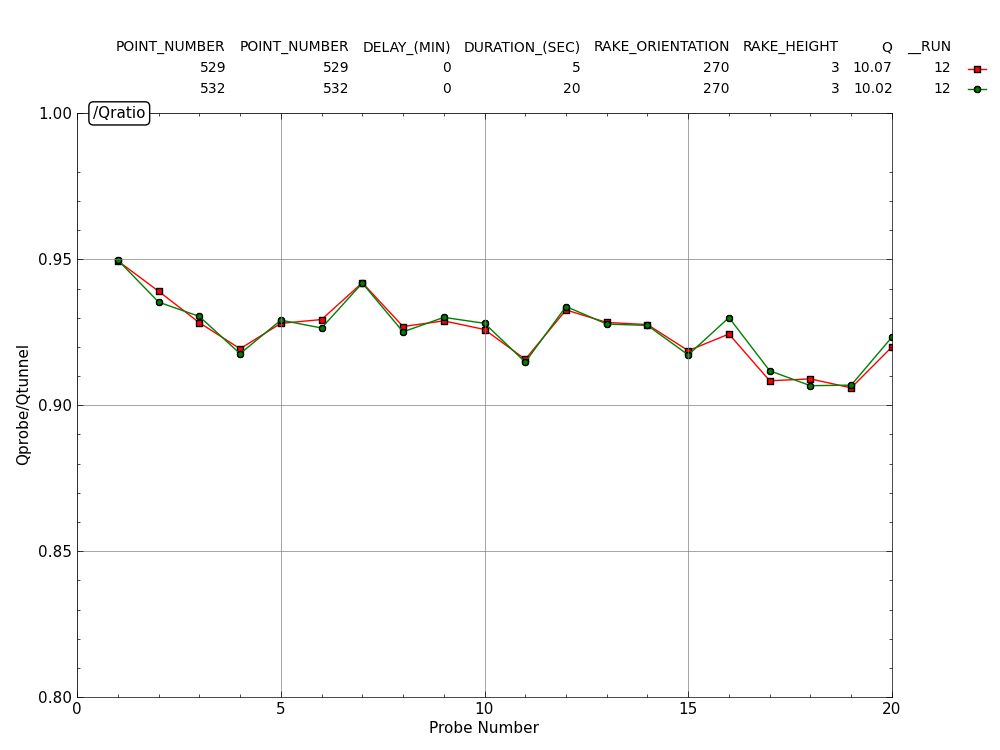 POINT_NUMBER POINT_NUMBER DELAY_(MIN) DURATION_(SEC) RAKE_ORIENTATION RAKE_HEIGHT Q __RUN
529 529 0 5 270 3 10.07 12
532 532 0 20 270 3 10.02 12
/Qratio
1.00
0.95
0.90
0.85
0.80
Qprobe/Qtunnel
0 5 10 15 20
Probe Number